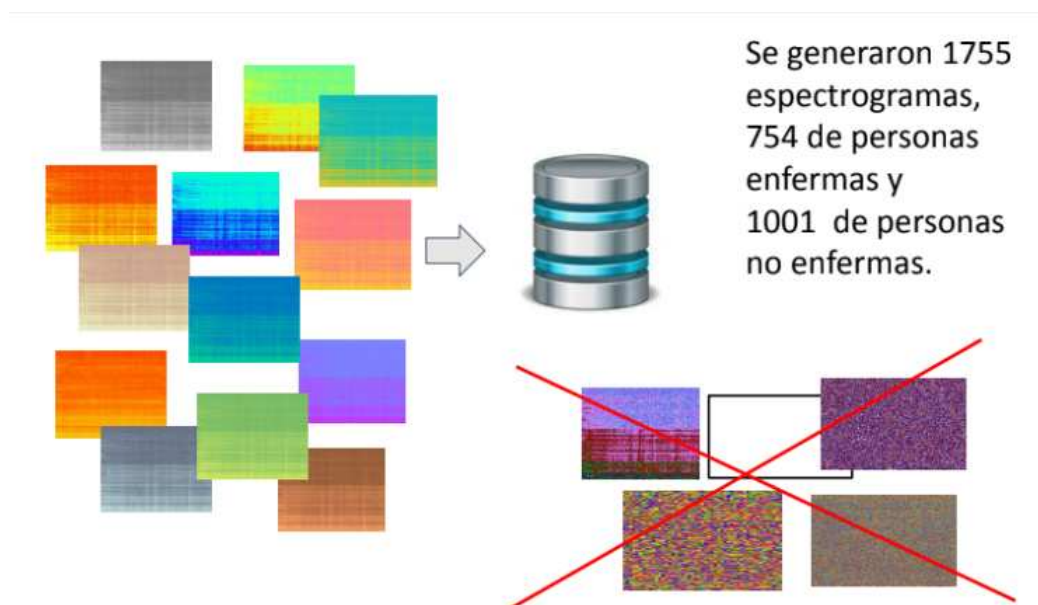 Se generaron 1755
espectrogramas,
754 de personas
enfermas y
1001 de personas
no enfermas.